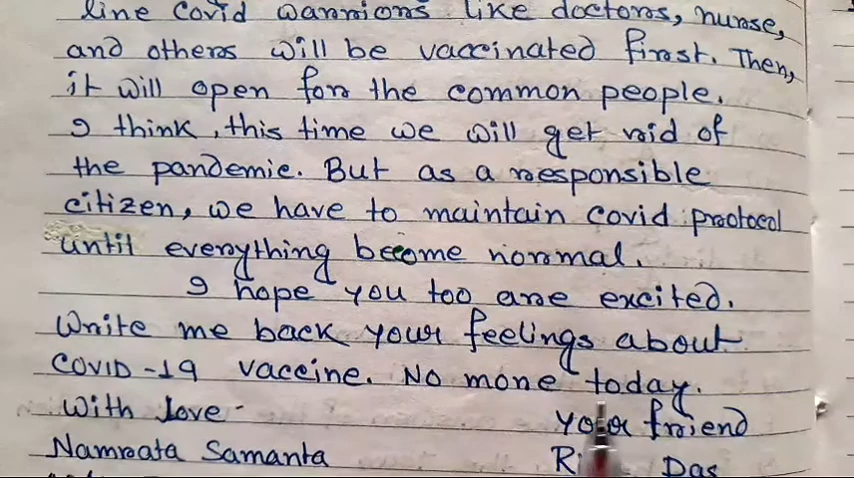 line Covid warriors like doctors, nurse,
and others will be vaccinated first. Then,
it will open for the common people.
I think, this time we will get roid of
the pandemic. But as a responsible
citizen, we have to maintain covid protocol
until everything become normal.
I hope you too are excited.
Write me back your feelings about
COVID-19 vaccine. No more today.
With love - your friend
Namrata Samanta Das